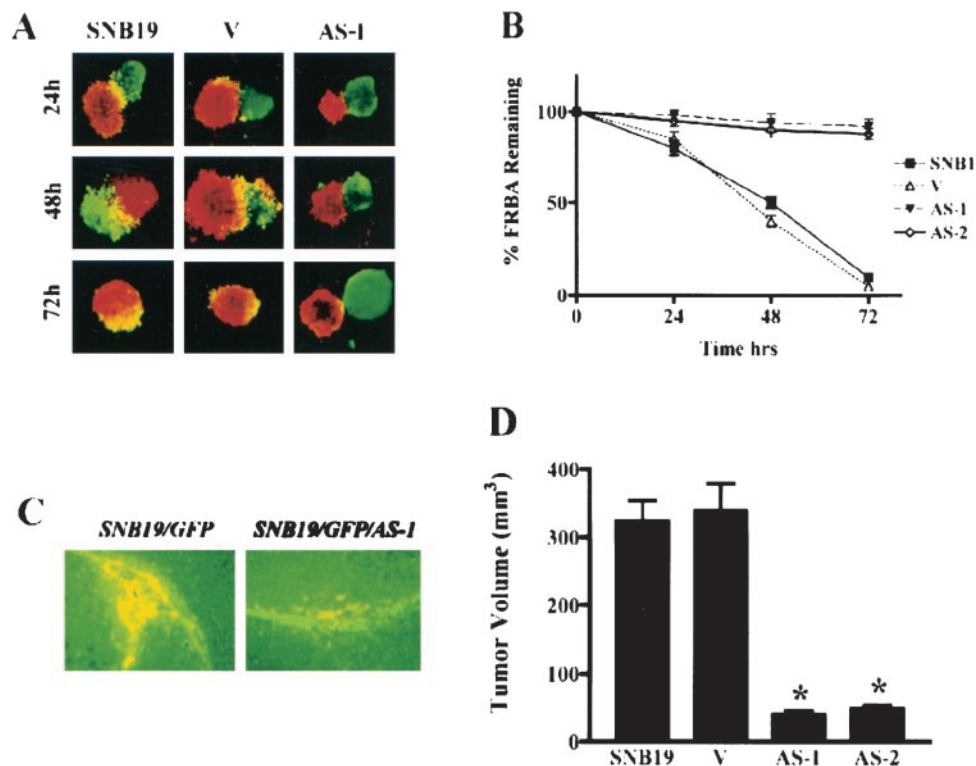 A
SNB19 V AS-1
24h
48h
72h
B
% FRBA Remaining
100
50
0
0 24 48 72
Time hrs
SNB1
V
AS-1
AS-2
C
SNB19/GFP SNB19/GFP/AS-1
D
Tumor Volume (mm³)
400
300
200
100
0
* *
SNB19 V AS-1 AS-2